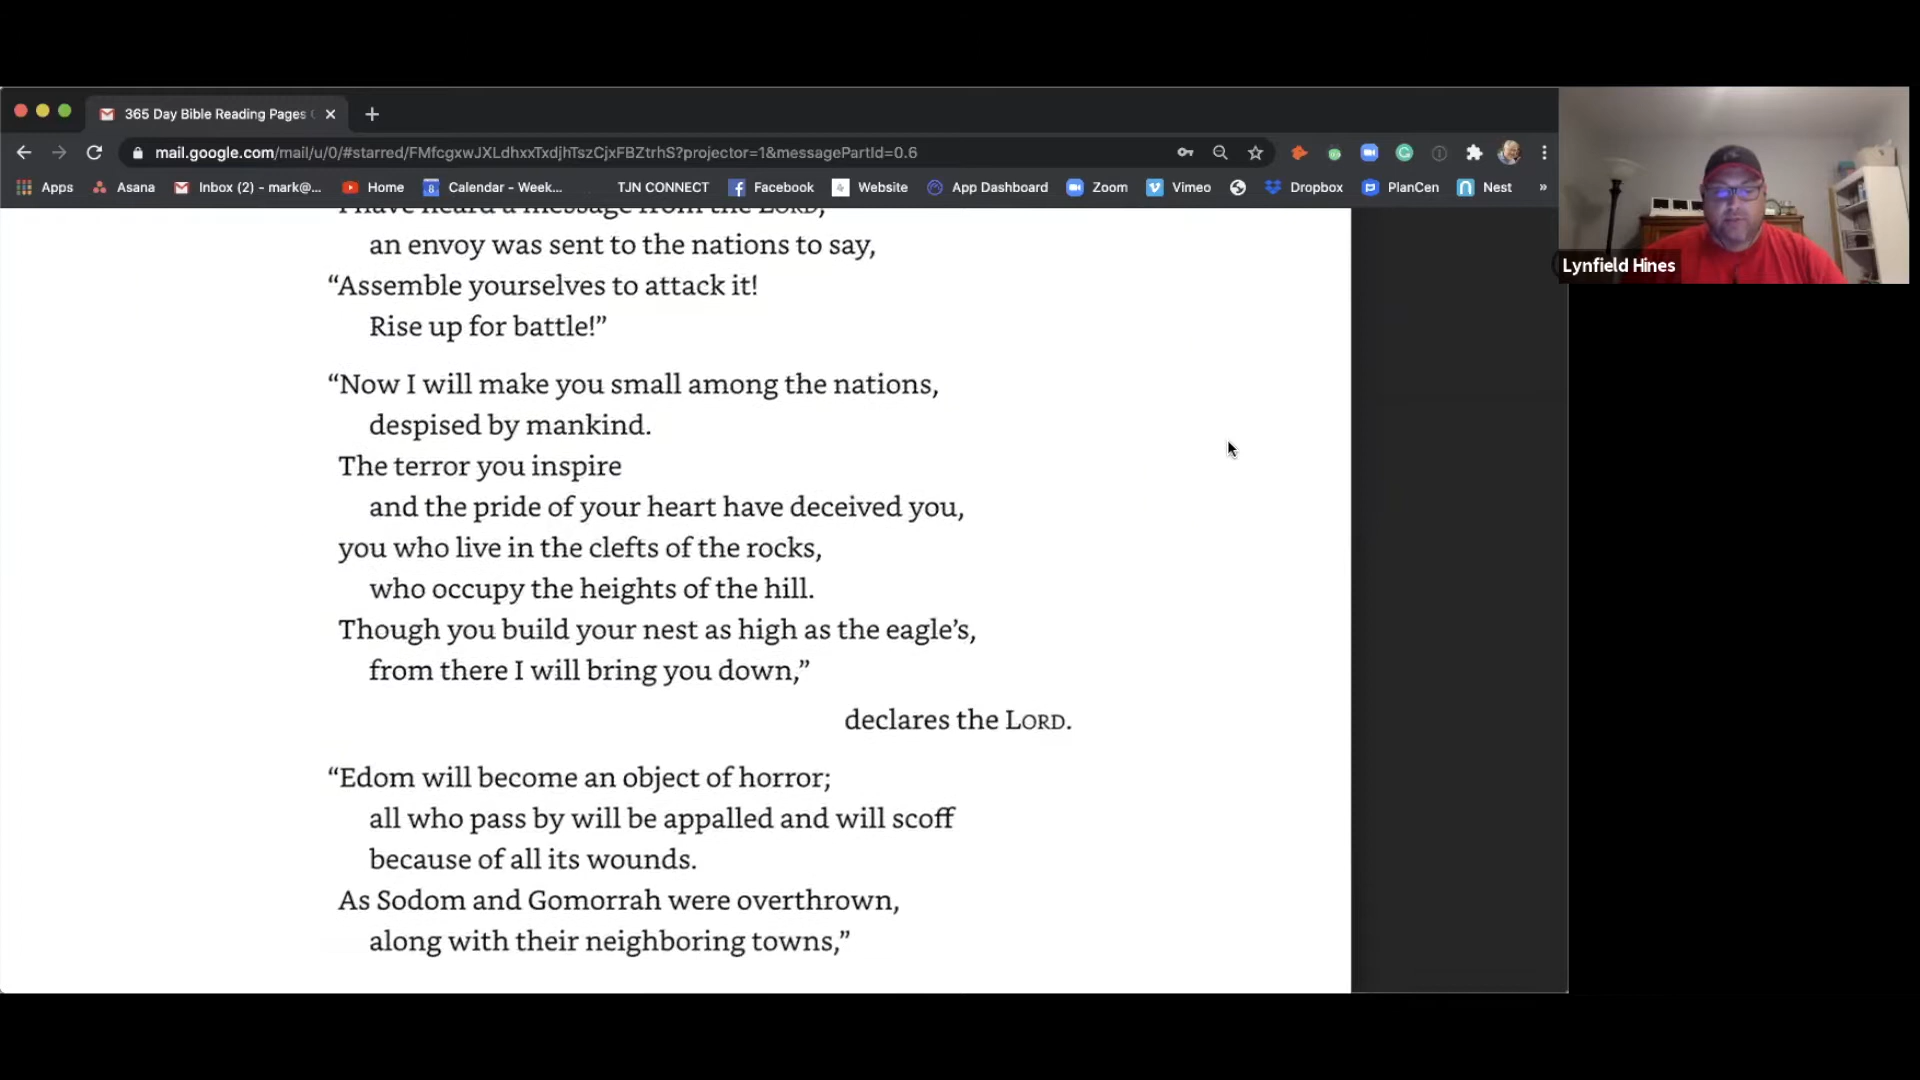 365 Day Bible Reading Pages
mail.google.com/mail/u/0/#starred/FMfcgxwJXLdhxxTxdjhTszCjxFBZtrhS?projector=1&messagePartId=0.6
Apps Asana Inbox (2) - mark@... Home Calendar - Week... TJN CONNECT Facebook Website App Dashboard Zoom Vimeo Dropbox PlanCen Nest »
I have heard a message from the LORD;
an envoy was sent to the nations to say,
“Assemble yourselves to attack it!
Rise up for battle!”
“Now I will make you small among the nations,
despised by mankind.
The terror you inspire
and the pride of your heart have deceived you,
you who live in the clefts of the rocks,
who occupy the heights of the hill.
Though you build your nest as high as the eagle’s,
from there I will bring you down,”
declares the LORD.
“Edom will become an object of horror;
all who pass by will be appalled and will scoff
because of all its wounds.
As Sodom and Gomorrah were overthrown,
along with their neighboring towns,”
Lynfield Hines